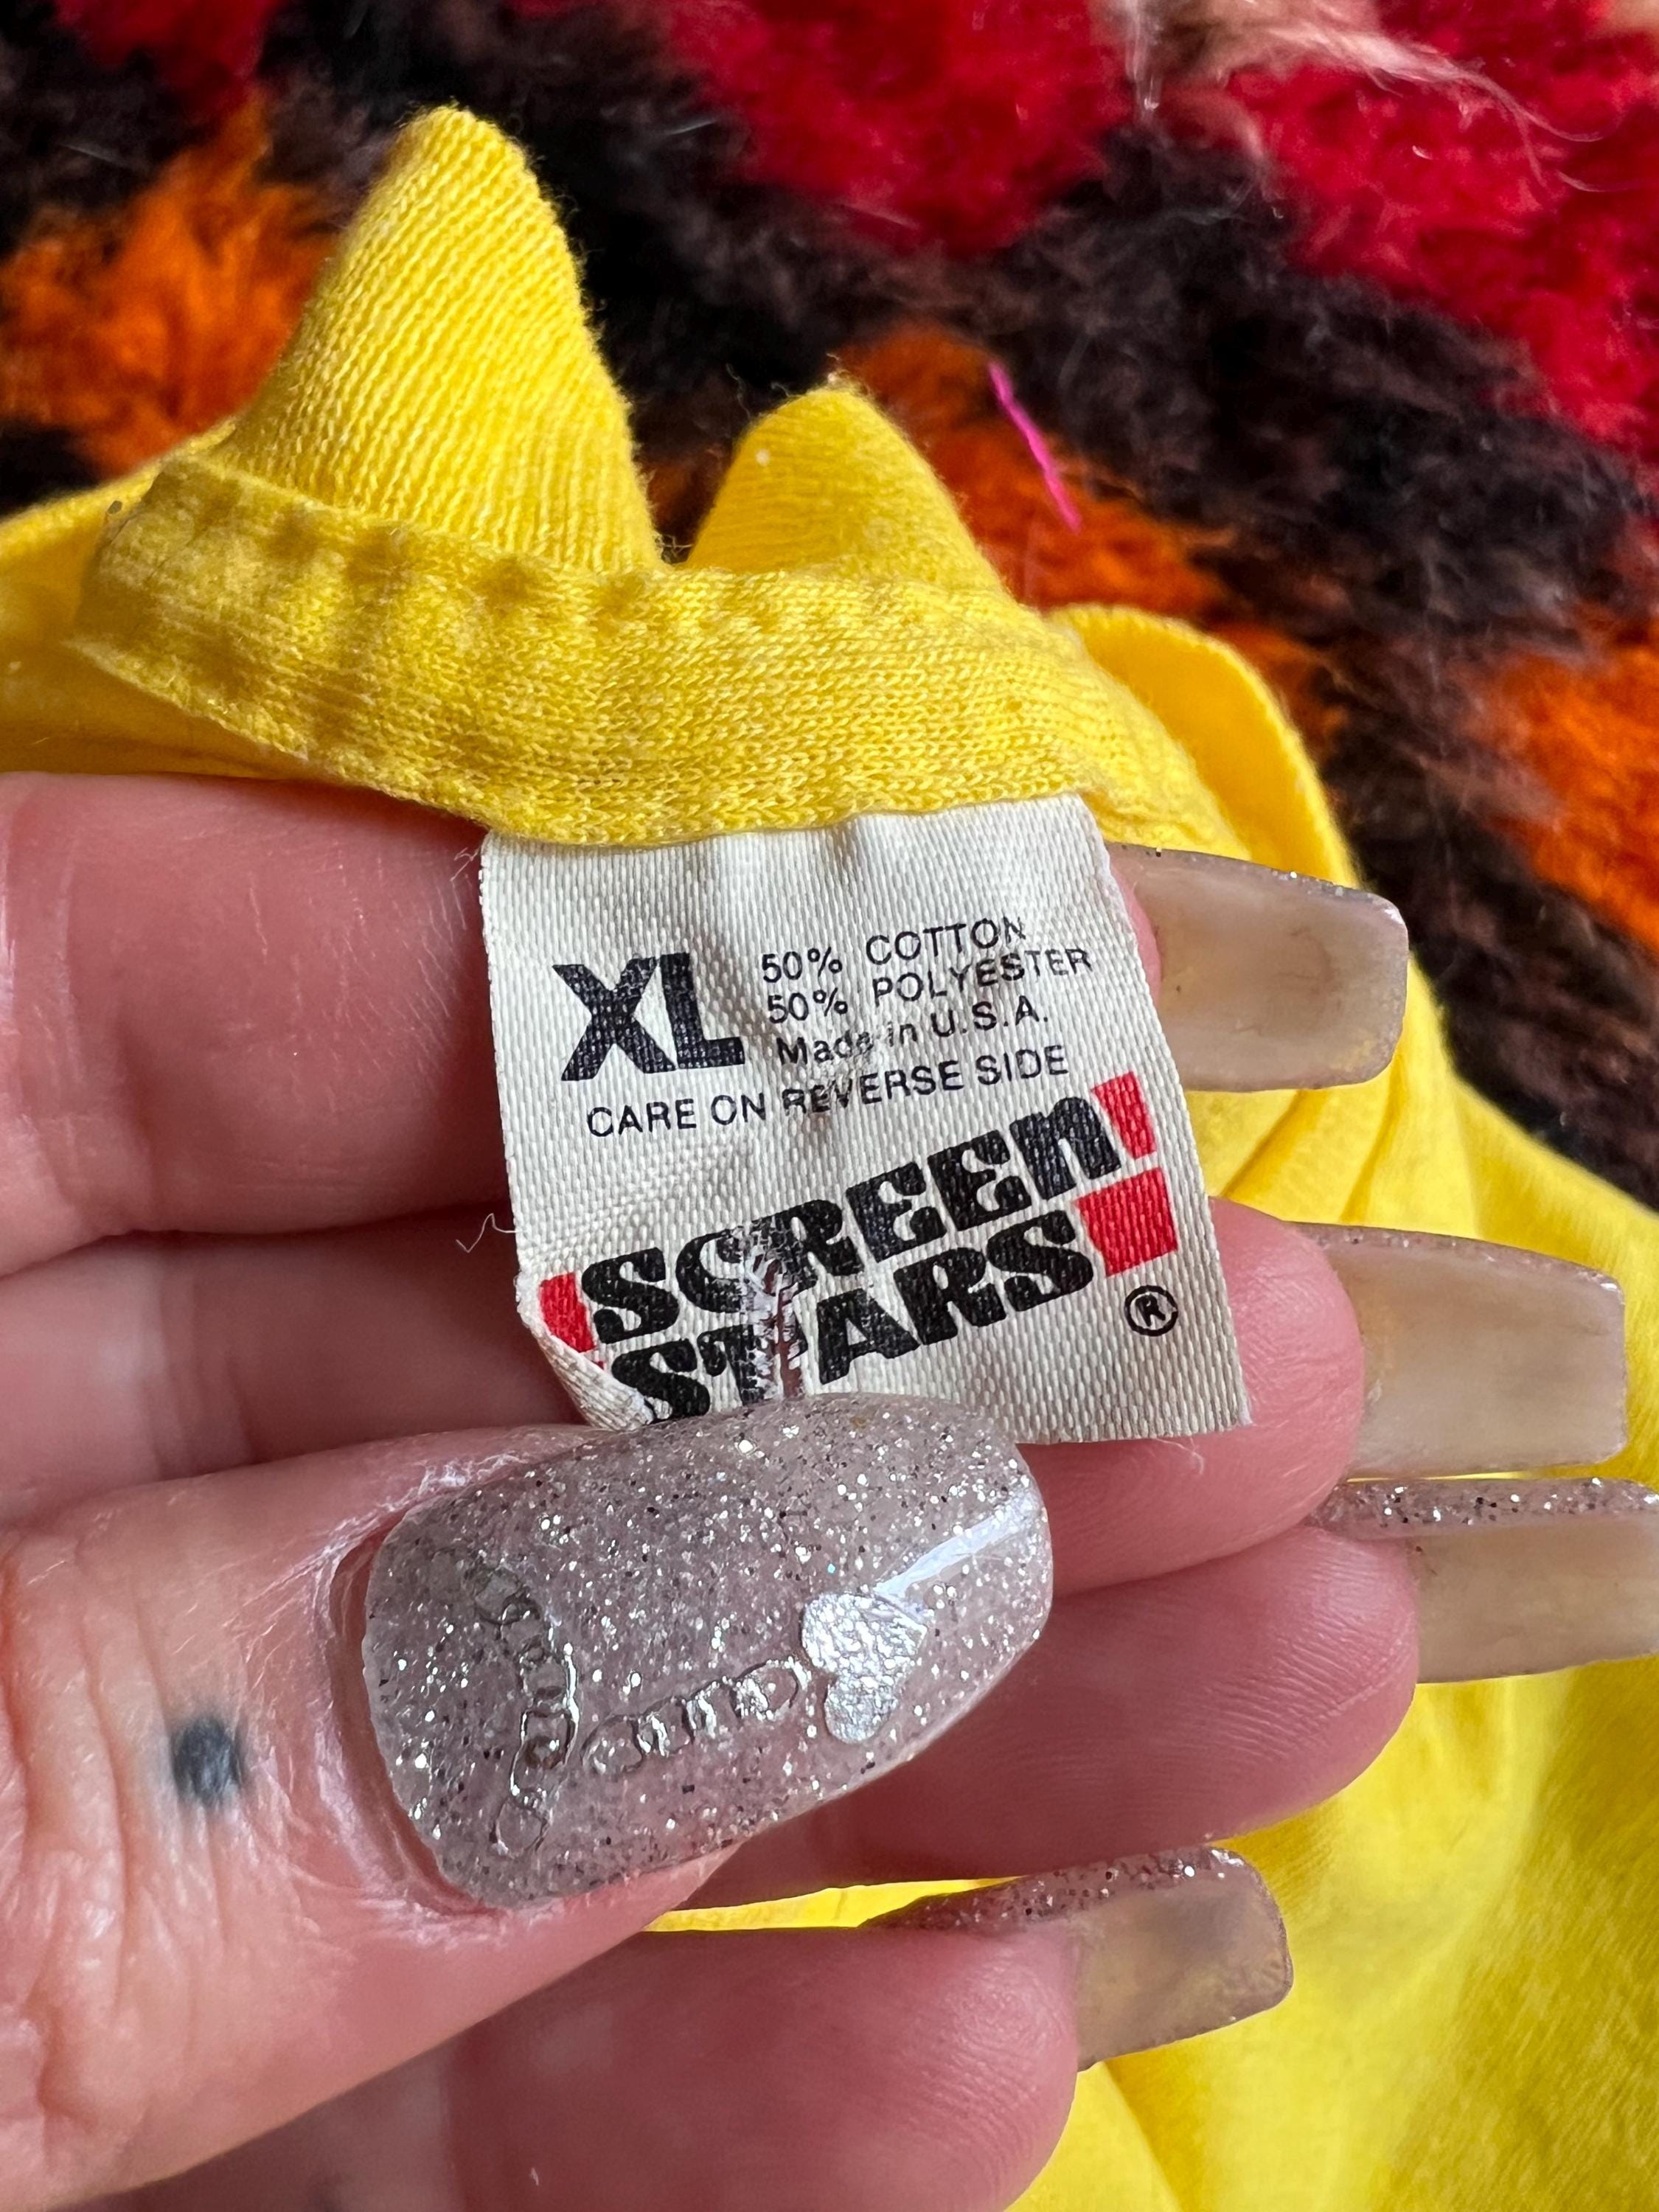 XL
50% COTTON
50% POLYESTER
Made in U.S.A.
CARE ON REVERSE SIDE
SCREEN
STARS
®